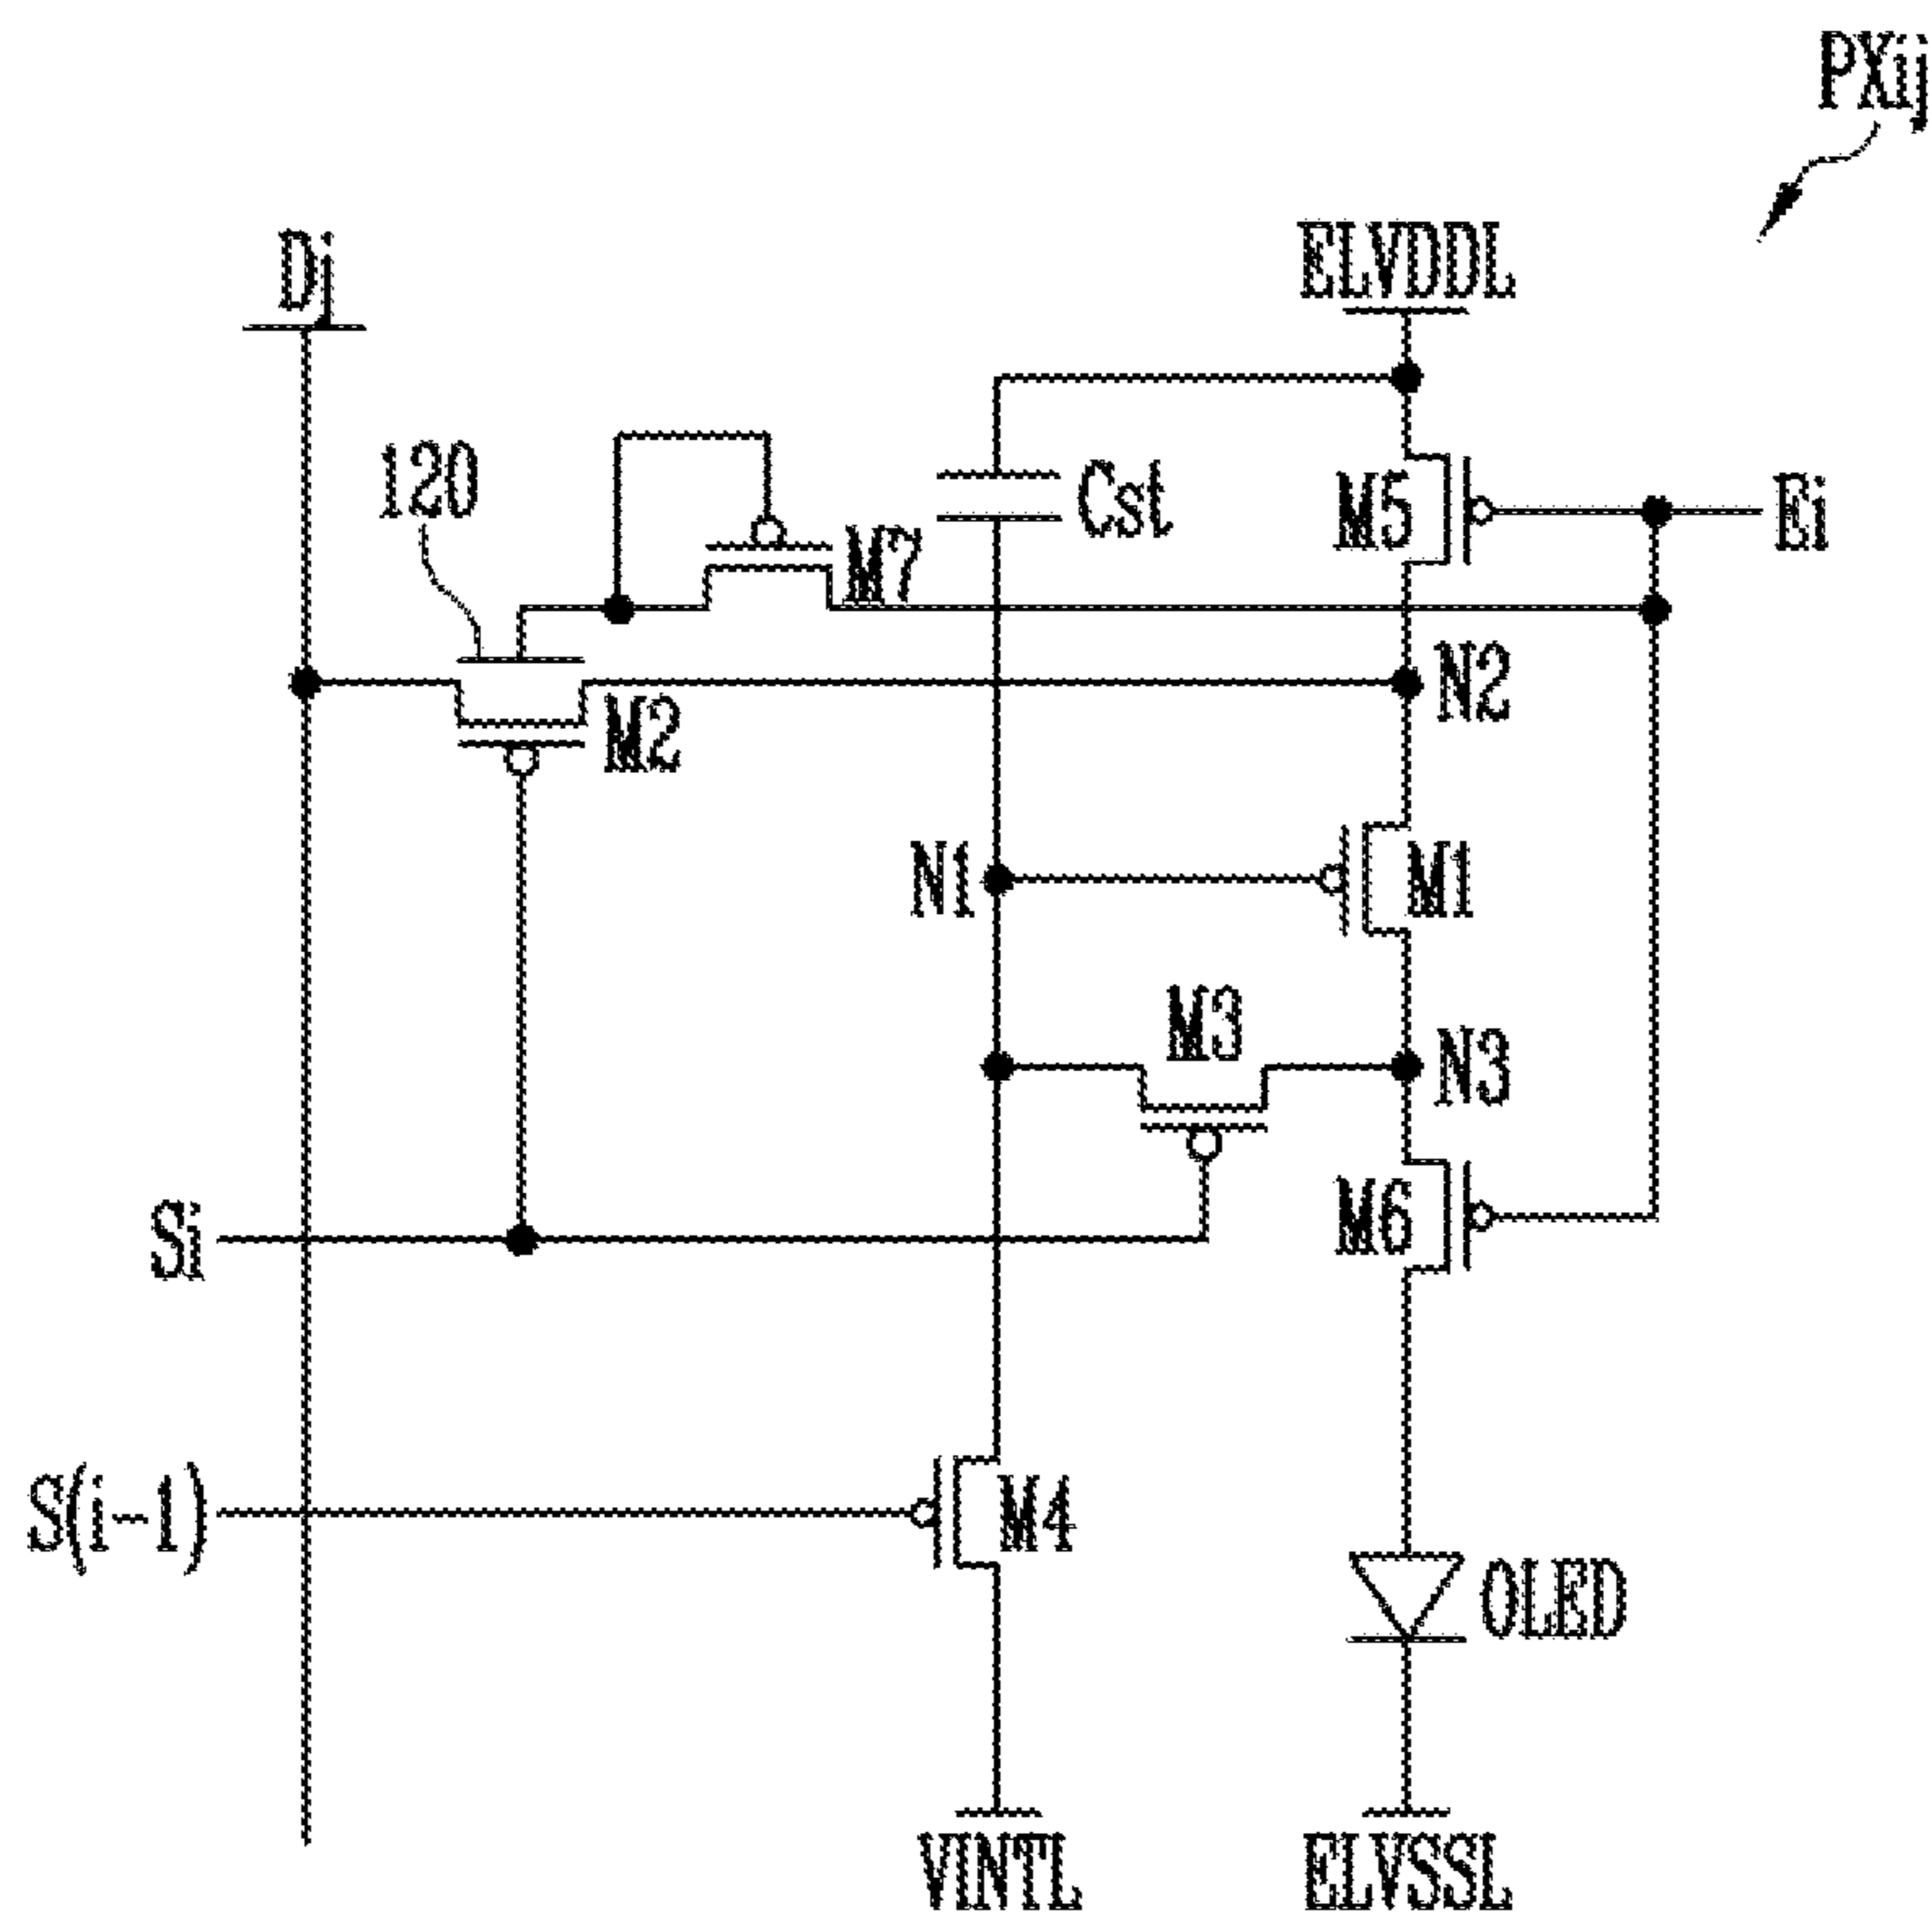 PXij
Dj
ELVDDL
120
M7
Cst
M5
Ei
M2
N2
N1
M1
M3
N3
Si
M6
S(i-1)
M4
OLED
VINTL
ELVSSL